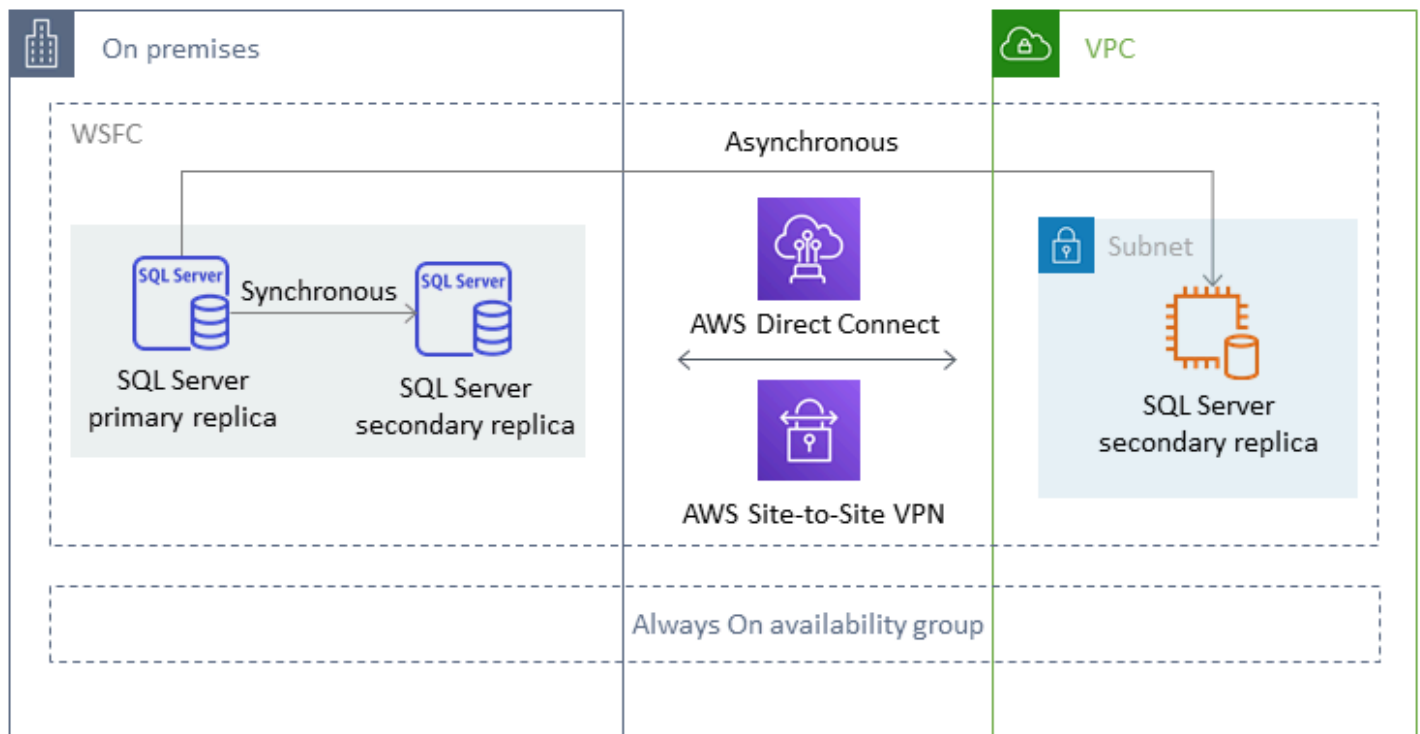 On premises
VPC
WSFC
Asynchronous
Subnet
SQL Server
Synchronous
SQL Server
SQL Server
primary replica
SQL Server
secondary replica
AWS Direct Connect
AWS Site-to-Site VPN
SQL Server
secondary replica
Always On availability group